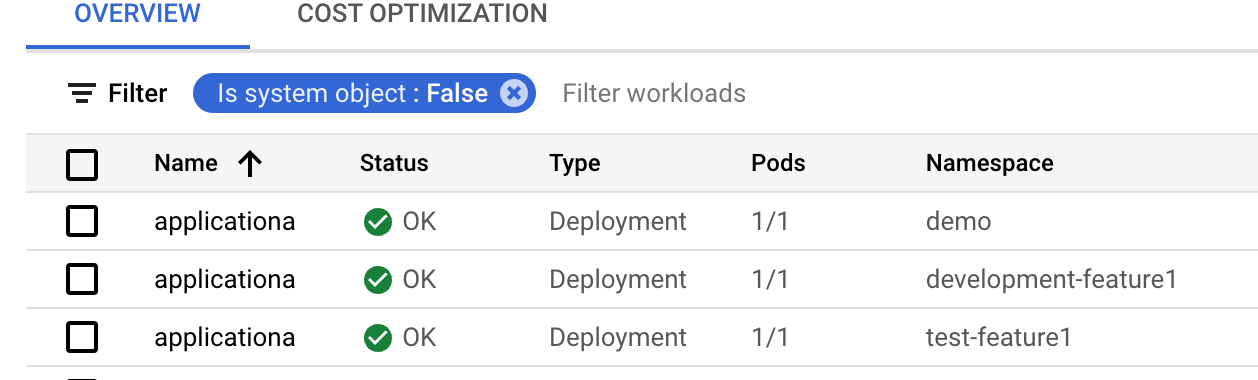 OVERVIEW COST OPTIMIZATION
Filter Is system object : False Filter workloads
Name Status Type Pods Namespace
applicationa OK Deployment 1/1 demo
applicationa OK Deployment 1/1 development-feature1
applicationa OK Deployment 1/1 test-feature1